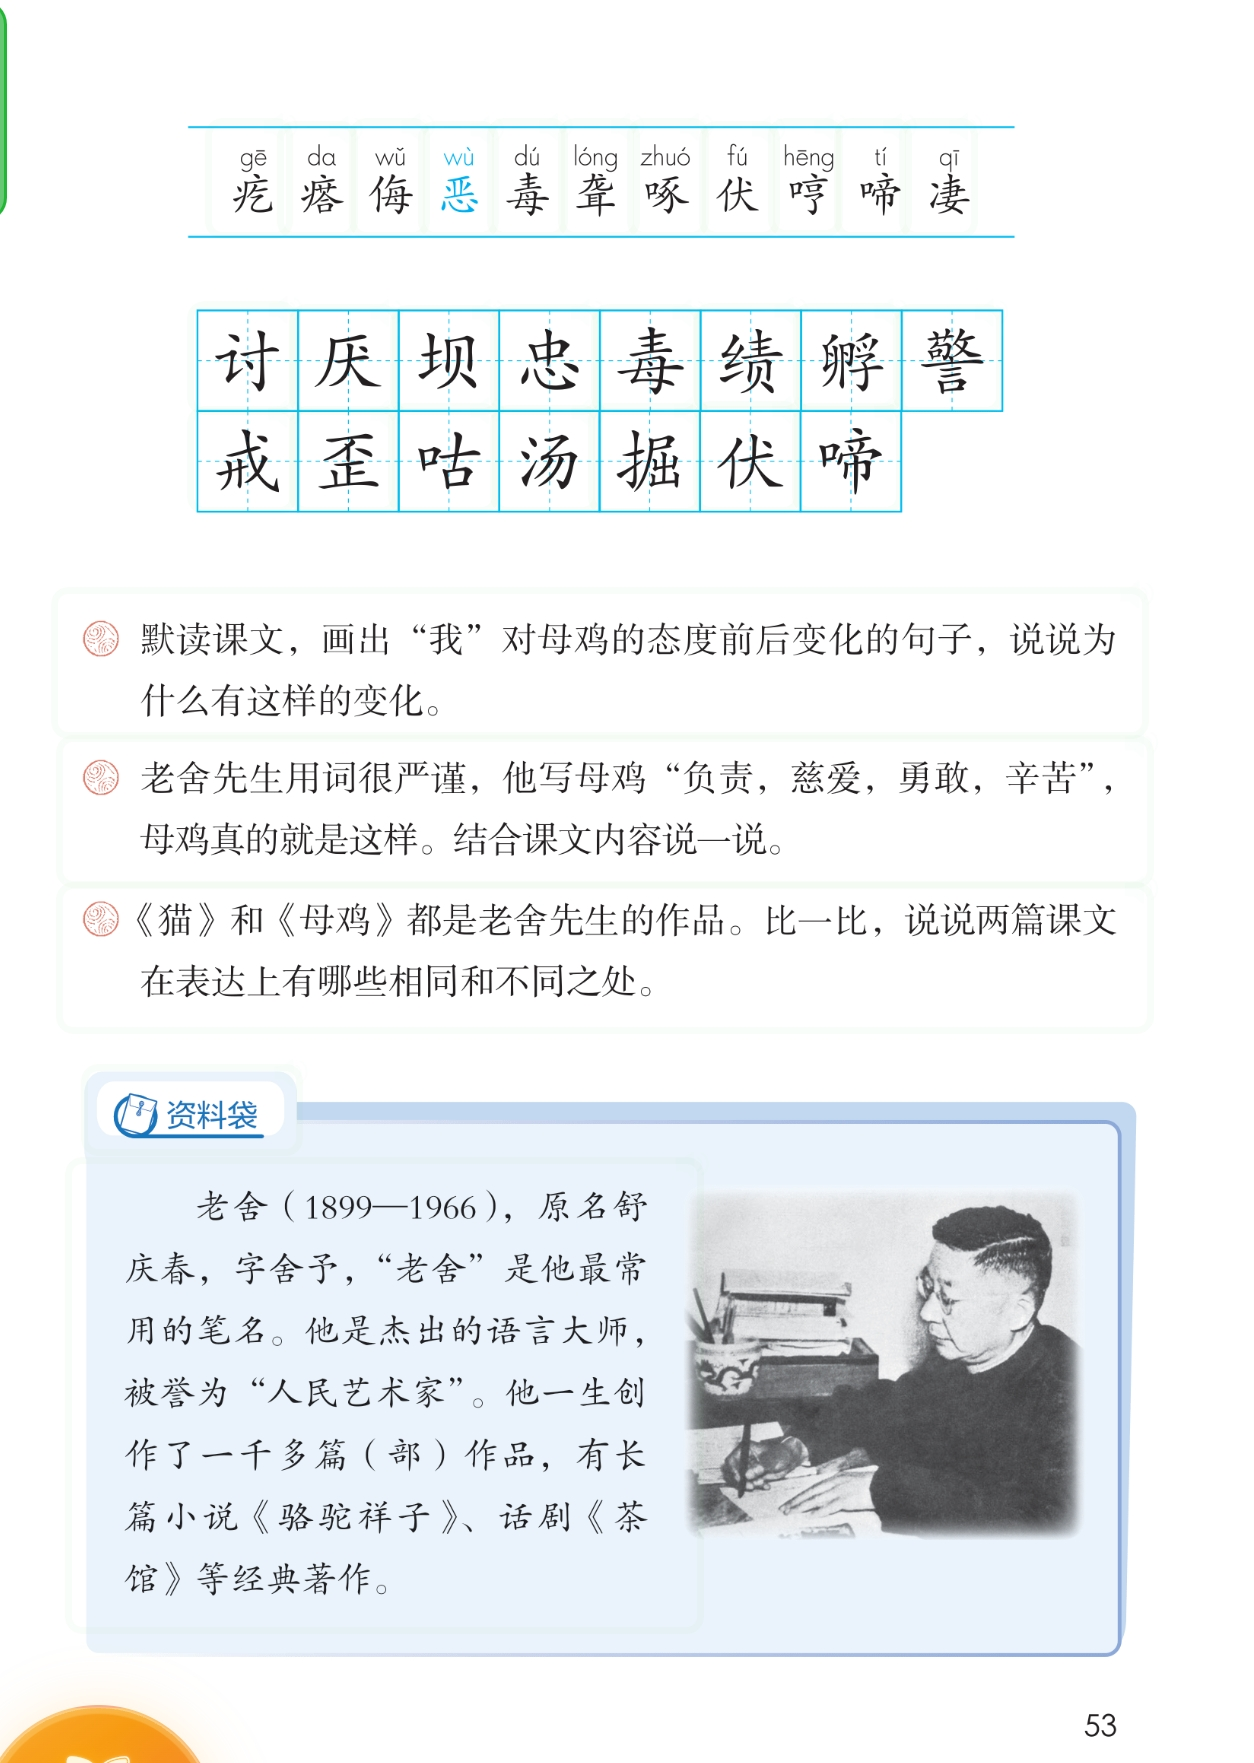 gē da wǔ wù dú lóng zhuó fú hēng tí qī
疙 瘩 侮 恶 毒 聋 啄 伏 哼 啼 凄
讨 厌 坝 忠 毒 绩 孵 警
戒 歪 咕 汤 掘 伏 啼
默读课文，画出“我”对母鸡的态度前后变化的句子，说说为
什么有这样的变化。
老舍先生用词很严谨，他写母鸡“负责，慈爱，勇敢，辛苦”，
母鸡真的就是这样。结合课文内容说一说。
《猫》和《母鸡》都是老舍先生的作品。比一比，说说两篇课文
在表达上有哪些相同和不同之处。
资料袋
老舍（1899—1966），原名舒
庆春，字舍予，“老舍”是他最常
用的笔名。他是杰出的语言大师，
被誉为“人民艺术家”。他一生创
作了一千多篇（部）作品，有长
篇小说《骆驼祥子》、话剧《茶
馆》等经典著作。
53